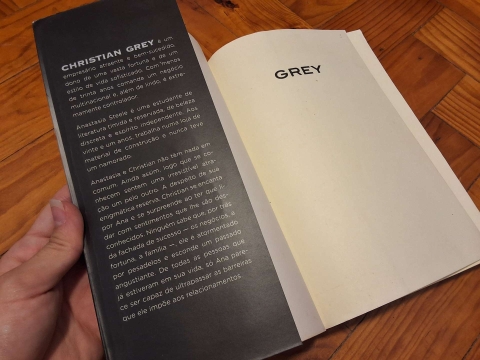 CHRISTIAN GREY é um
empresário atraente e bem-sucedido,
dono de uma vasta fortuna e de um
estilo de vida sofisticado. Com menos
de trinta anos comanda um negócio
multinacional e, além de lindo, é extre-
mamente controlador.
Anastasia Steele é uma estudante de
literatura tímida e reservada, de beleza
discreta e espírito independente. Aos
vinte e um anos, trabalha numa loja de
material de construção e nunca teve
um namorado.
Anastasia e Christian não têm nada em
comum. Ainda assim, logo que se co-
nhecem sentem uma irresistível atra-
ção um pelo outro. A despeito de sua
enigmática reserva, Christian se encanta
por Ana e se surpreende ao ter que li-
dar com sentimentos que lhe são des-
conhecidos. Ninguém sabe que, por trás
da fachada de sucesso — os negócios, a
fortuna, a família — ele é atormentado
por pesadelos e esconde um passado
angustiante. De todas as pessoas que
já estiveram em sua vida, só Ana pare-
ce ser capaz de ultrapassar as barreiras
que ele impõe aos relacionamentos.
GREY